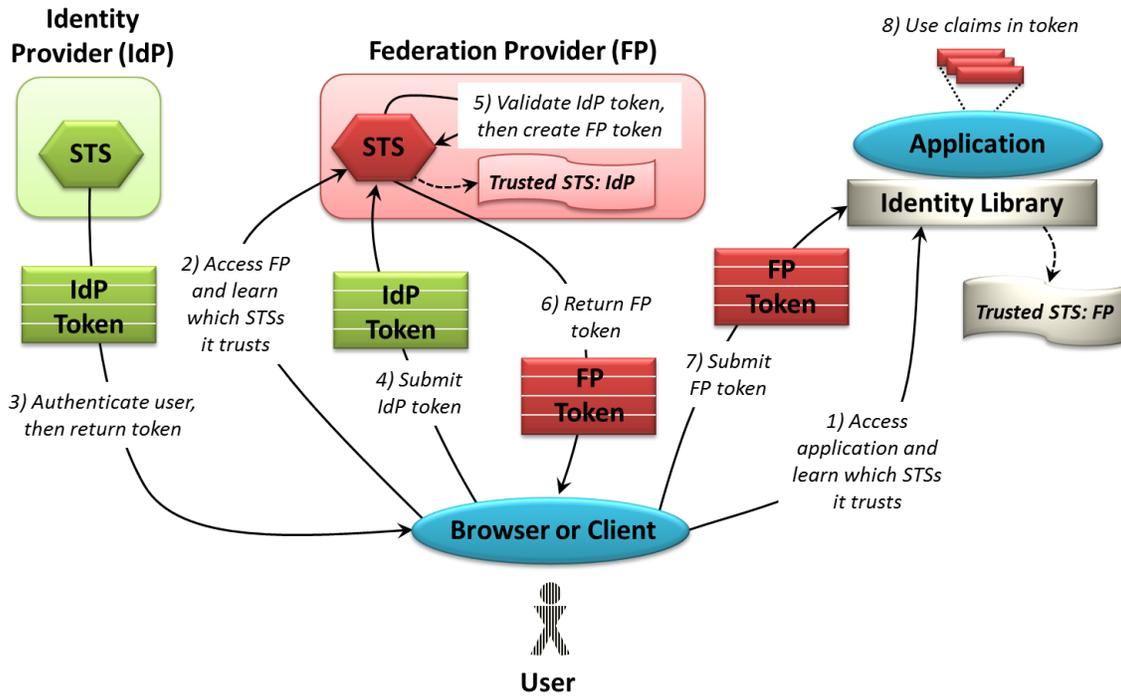 Identity
Provider (IdP)
STS
IdP
Token
3) Authenticate user,
then return token
Federation Provider (FP)
STS
5) Validate IdP token,
then create FP token
Trusted STS: IdP
2) Access FP
and learn
which STSs
it trusts
IdP
Token
4) Submit
IdP token
6) Return FP
token
FP
Token
FP
Token
7) Submit
FP token
8) Use claims in token
Application
Identity Library
Trusted STS: FP
1) Access
application and
learn which STSs
it trusts
Browser or Client
User